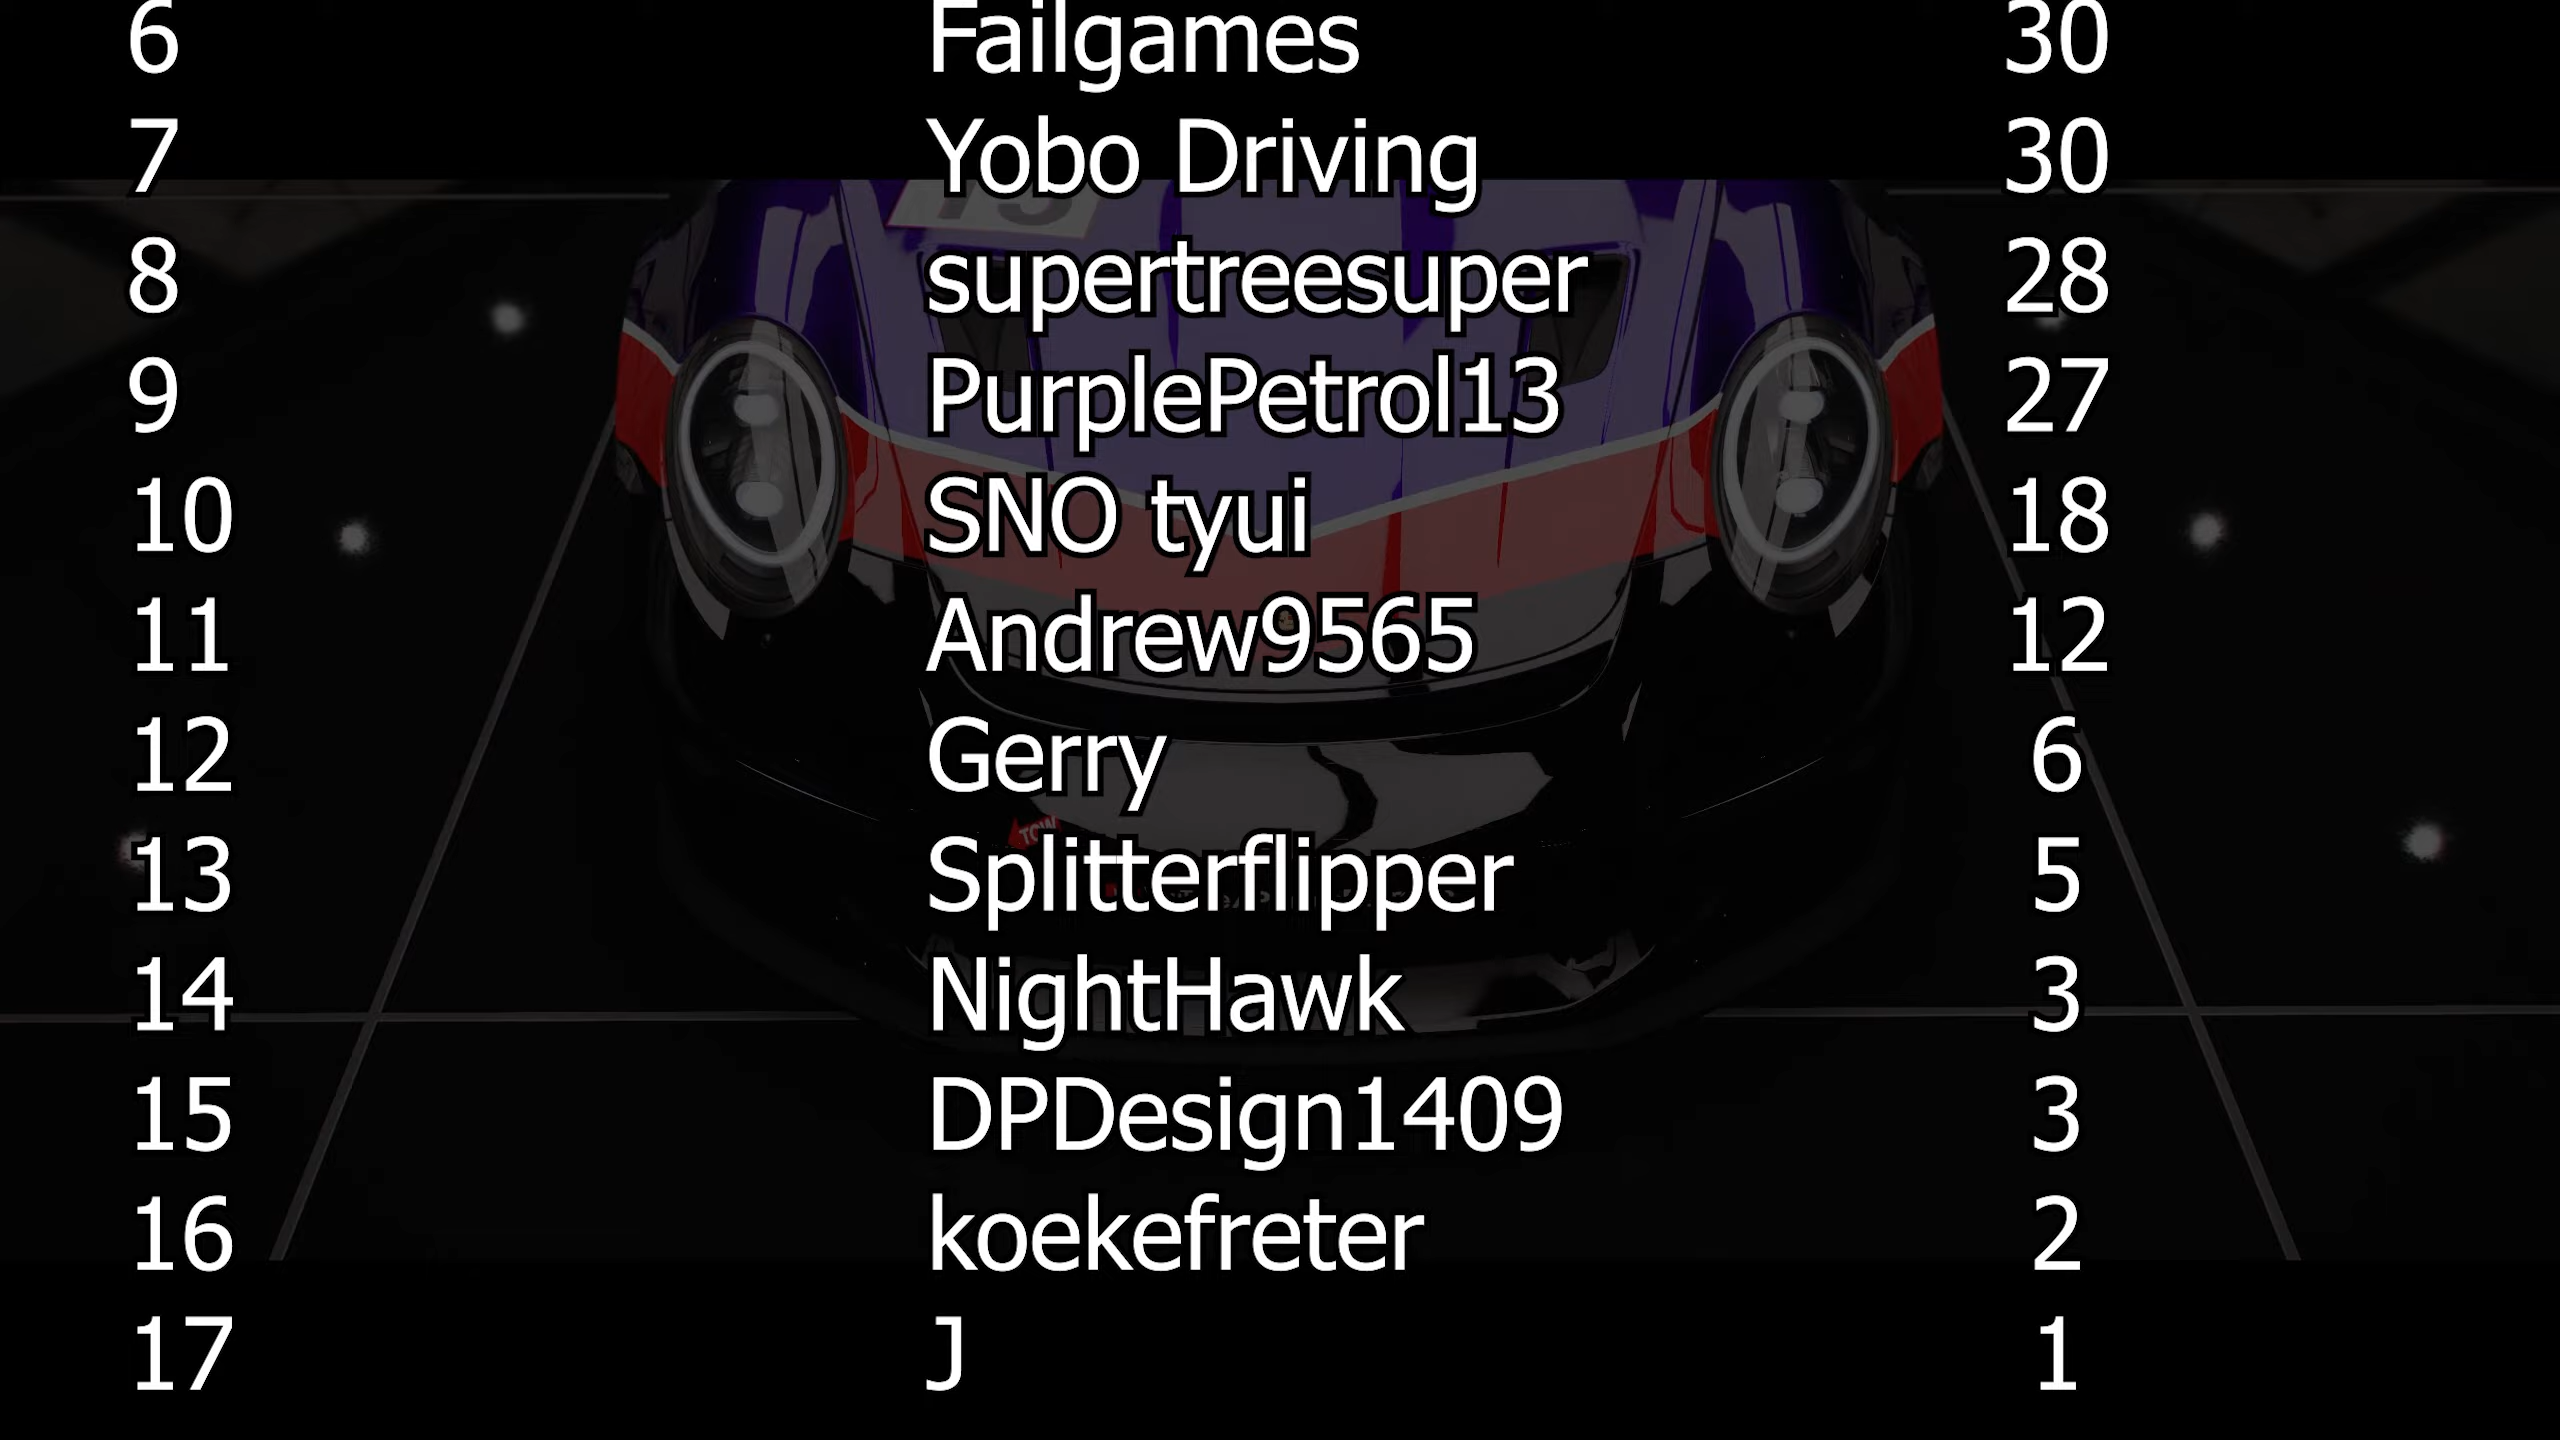 6 Failgames 30
7 Yobo Driving 30
8 supertreesuper 28
9 PurplePetrol13 27
10 SNO tyui 18
11 Andrew9565 12
12 Gerry 6
TOW
13 Splitterflipper 5
14 NightHawk 3
15 DPDesign1409 3
16 koekefreter 2
17 J 1